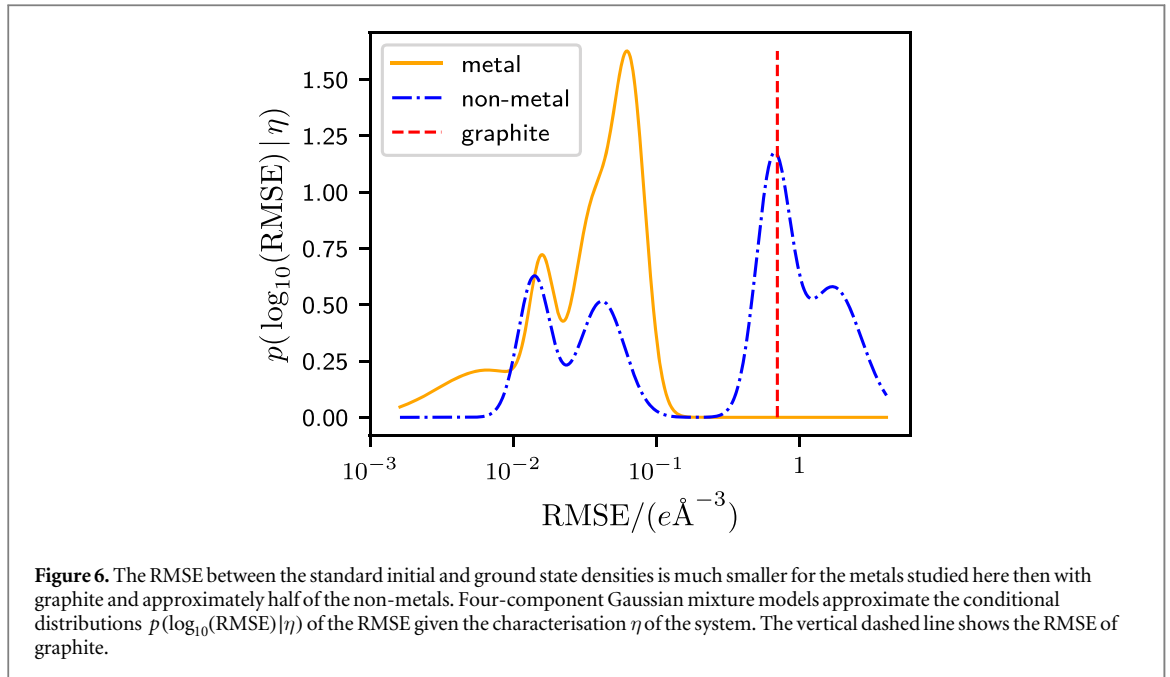 metal
non-metal
graphite
p(log₁₀(RMSE)|η)
1.50
1.25
1.00
0.75
0.50
0.25
0.00
10⁻³ 10⁻² 10⁻¹ 1
RMSE/(eÅ⁻³)
Figure 6. The RMSE between the standard initial and ground state densities is much smaller for the metals studied here then with
graphite and approximately half of the non-metals. Four-component Gaussian mixture models approximate the conditional
distributions p(log₁₀(RMSE)|η) of the RMSE given the characterisation η of the system. The vertical dashed line shows the RMSE of
graphite.